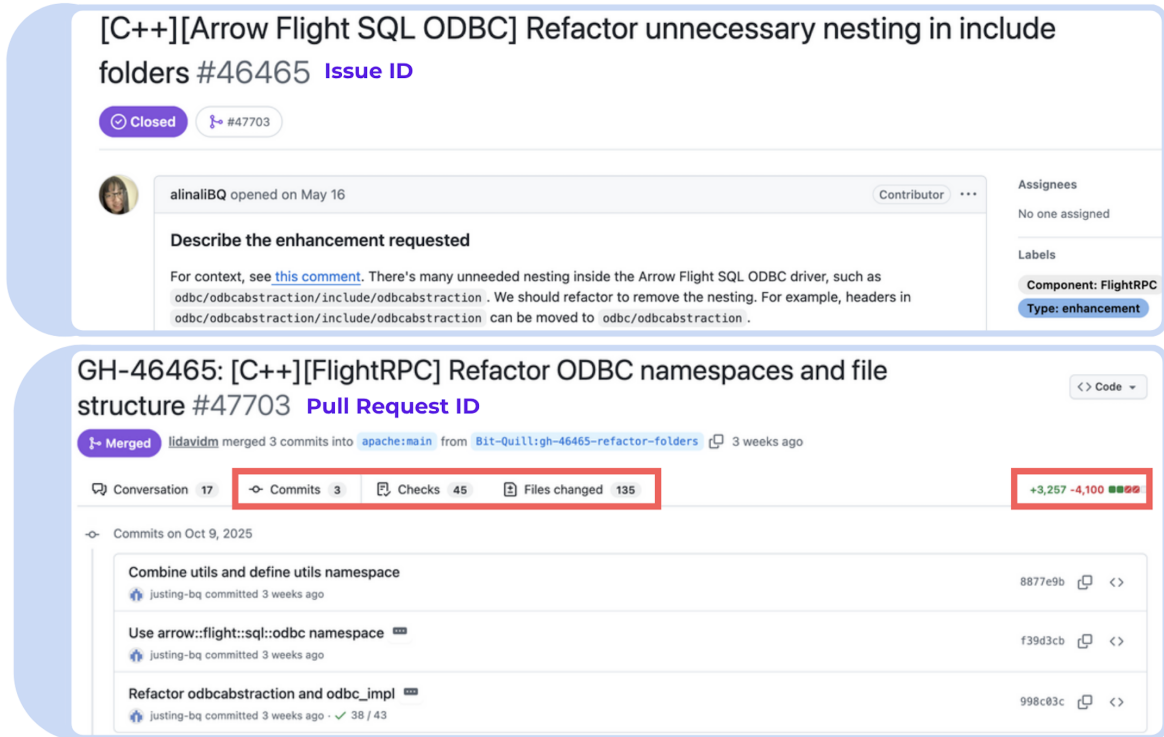 [C++][Arrow Flight SQL ODBC] Refactor unnecessary nesting in include
folders #46465 Issue ID
Closed #47703
alinaliBQ opened on May 16 Contributor
Assignees
No one assigned
Describe the enhancement requested
Labels
For context, see this comment. There's many unneeded nesting inside the Arrow Flight SQL ODBC driver, such as
odbc/odbcabstraction/include/odbcabstraction . We should refactor to remove the nesting. For example, headers in
odbc/odbcabstraction/include/odbcabstraction can be moved to odbc/odbcabstraction .
Component: FlightRPC
Type: enhancement
GH-46465: [C++][FlightRPC] Refactor ODBC namespaces and file
structure #47703 Pull Request ID
<> Code
Merged lidavidm merged 3 commits into apache:main from Bit-Quill:gh-46465-refactor-folders 3 weeks ago
Conversation 17 Commits 3 Checks 45 Files changed 135 +3,257 -4,100
Commits on Oct 9, 2025
Combine utils and define utils namespace
justing-bq committed 3 weeks ago
8877e9b
Use arrow::flight::sql::odbc namespace
justing-bq committed 3 weeks ago
f39d3cb
Refactor odbcabstraction and odbc_impl
justing-bq committed 3 weeks ago · 38 / 43
998c03c